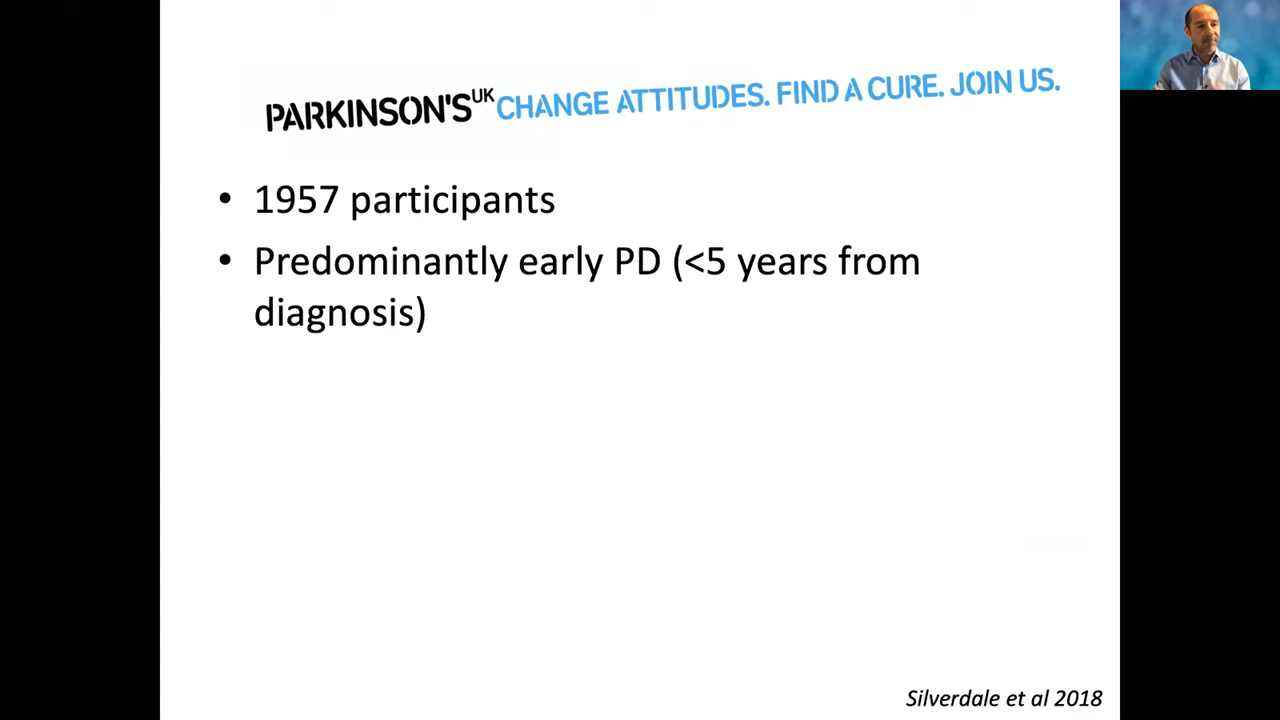 PARKINSON'S UK CHANGE ATTITUDES. FIND A CURE. JOIN US.
• 1957 participants
• Predominantly early PD (<5 years from
diagnosis)
Silverdale et al 2018